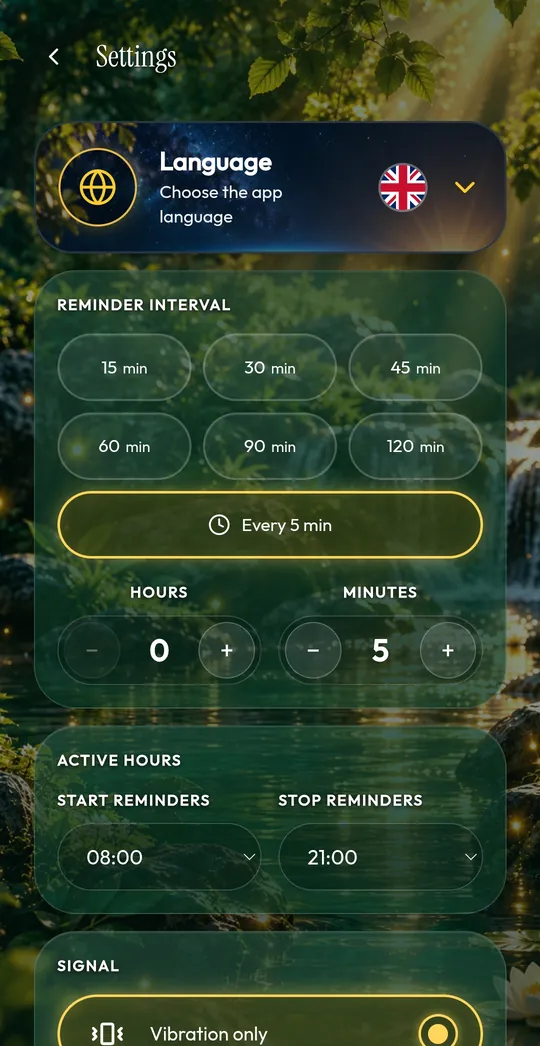 Settings
Language
Choose the app
language
REMINDER INTERVAL
15 min
30 min
45 min
60 min
90 min
120 min
Every 5 min
HOURS
MINUTES
− 0 +
− 5 +
ACTIVE HOURS
START REMINDERS
STOP REMINDERS
08:00
21:00
SIGNAL
Vibration only